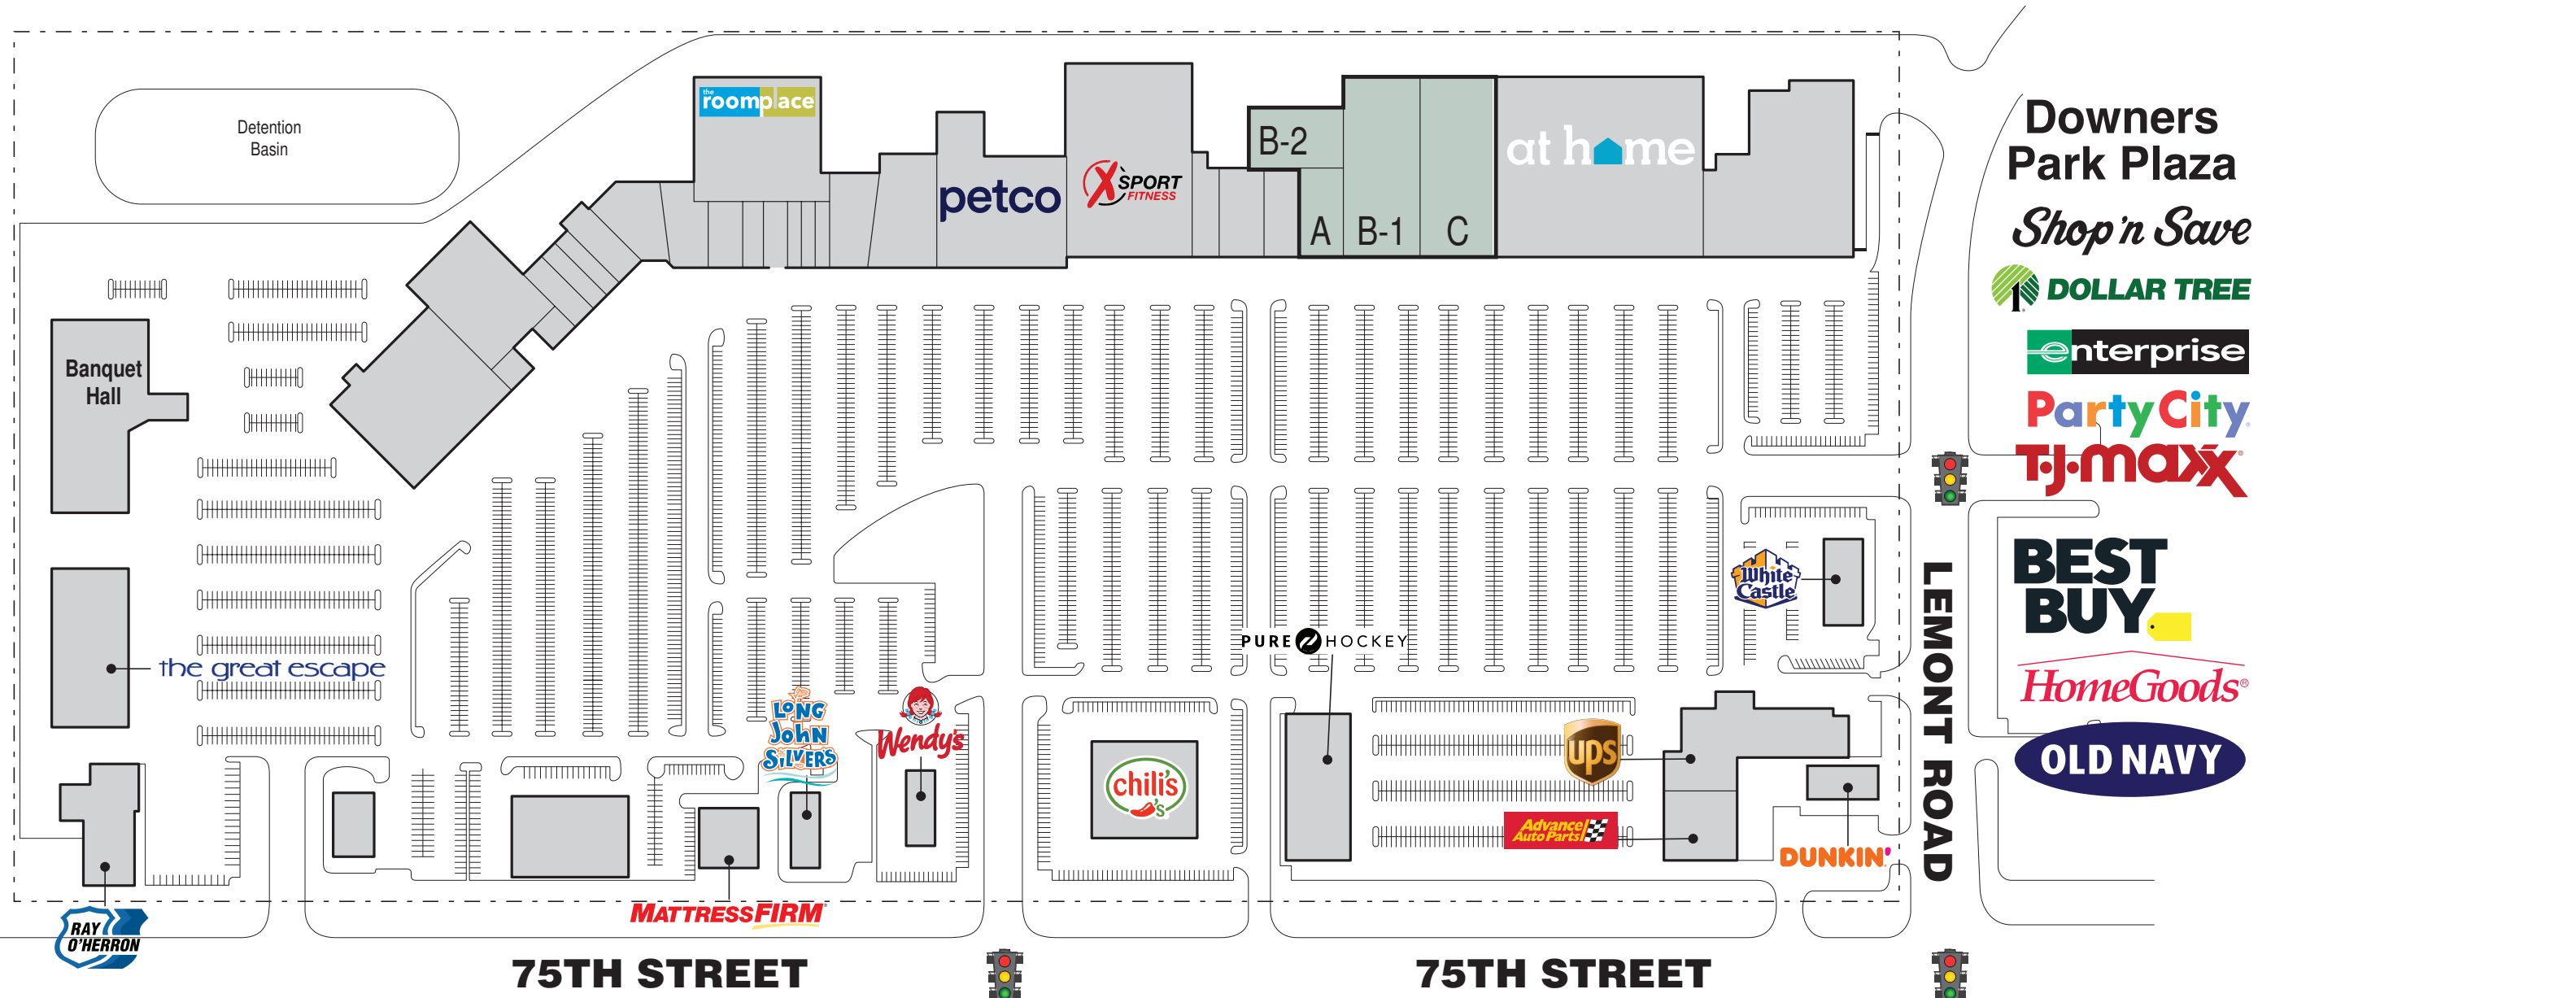 Detention
Basin
the
roomplace
petco
XSPORT
FITNESS
B-2
A
B-1
C
at home
Downers
Park Plaza
Shop 'n Save
DOLLAR TREE
enterprise
Party City
T•J•maxx
BEST
BUY
HomeGoods®
OLD NAVY
Banquet
Hall
the great escape
White
Castle
PURE HOCKEY
LONG
John
SILVERS
Wendy's
chili's
's
ups
Advance
Auto Parts
DUNKIN'
LEMONT ROAD
RAY
O'HERRON
MATTRESSFIRM
75TH STREET
75TH STREET